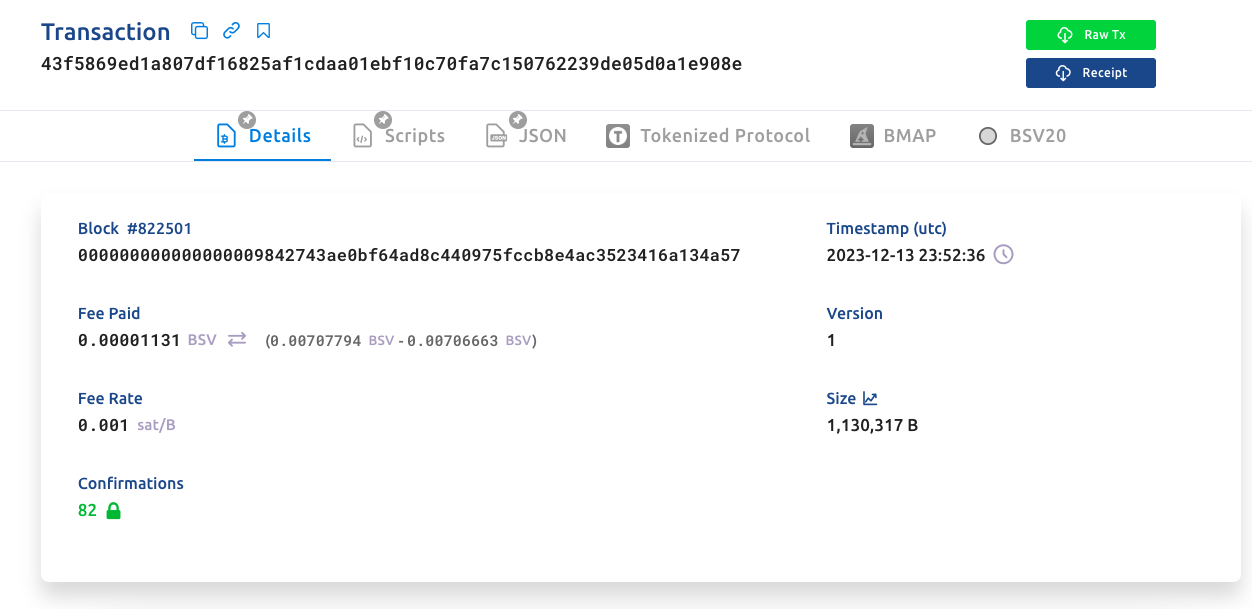 Transaction
43f5869ed1a807df16825af1cdaa01ebf10c70fa7c150762239de05d0a1e908e
Raw Tx
Receipt
Details
Scripts
JSON
Tokenized Protocol
BMAP
BSV20
Block #822501
000000000000000009842743ae0bf64ad8c440975fccb8e4ac3523416a134a57
Timestamp (utc)
2023-12-13 23:52:36
Fee Paid
0.00001131 BSV (0.00707794 BSV - 0.00706663 BSV)
Version
1
Fee Rate
0.001 sat/B
Size
1,130,317 B
Confirmations
82